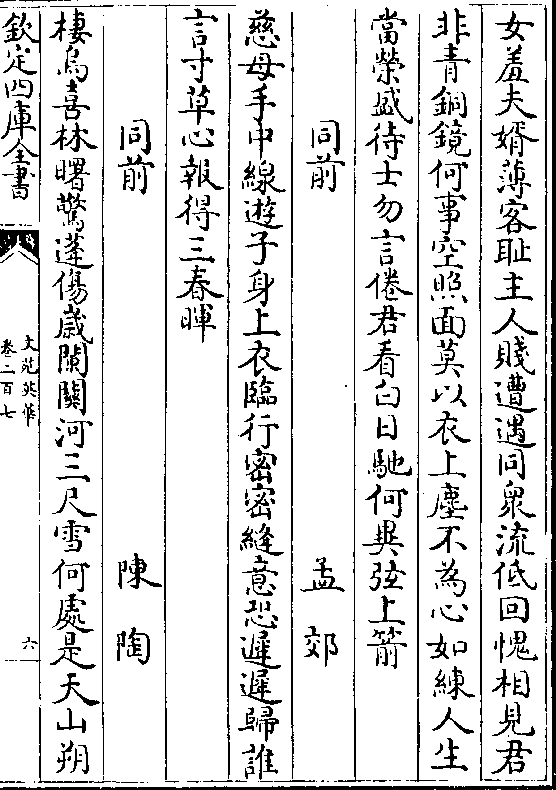 女羞夫婿薄客耻主人賤遭遇同衆流低回愧相見君
非青銅鏡何事空照面莫以衣上塵不為心如練人生
當榮盛待士勿言倦君看白日馳何異弦上箭
同前 孟郊
慈母手中線遊子身上衣臨行密密縫意恐遲遲歸誰
言寸草心報得三春暉
同前 陳陶
棲烏喜林曙驚蓬傷歲闌關河三尺雪何處是天山朔
欽定四庫全書
文苑英華
卷二百七
六